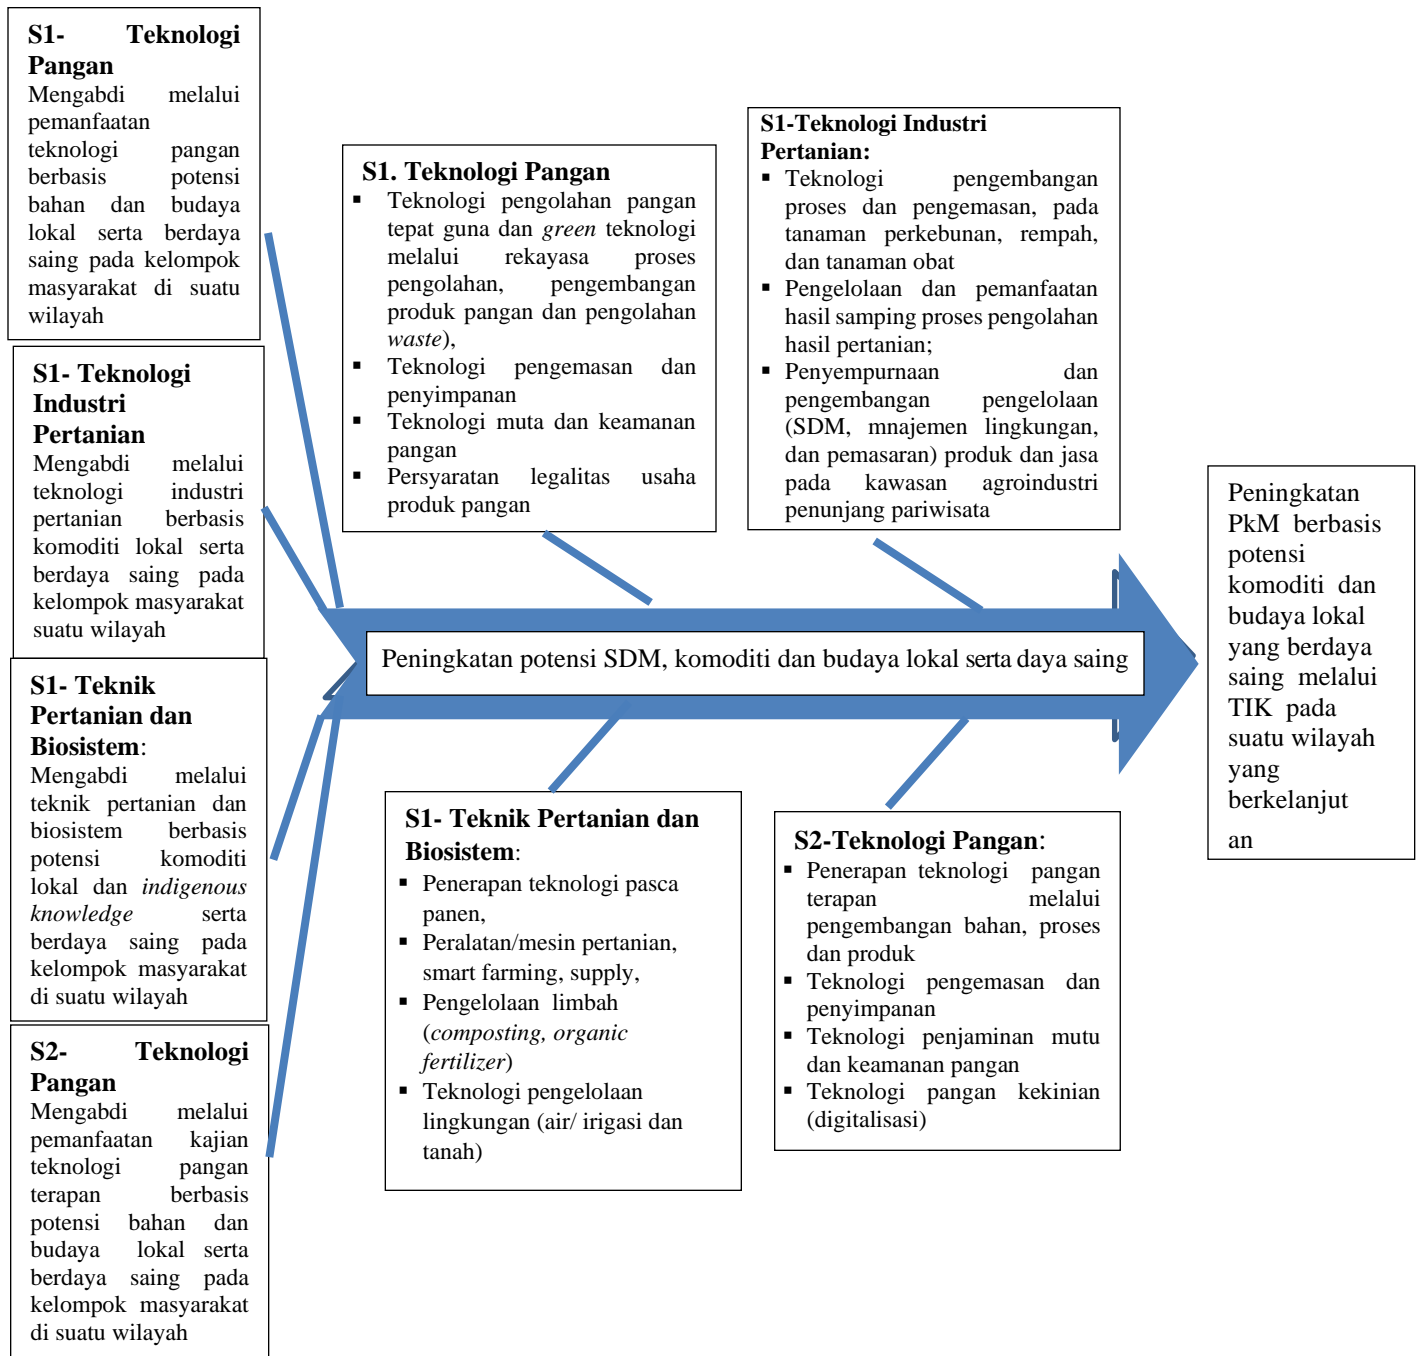 S1- Teknologi
Pangan
Mengabdi melalui
pemanfaatan
teknologi pangan
berbasis potensi
bahan dan budaya
lokal serta berdaya
saing pada kelompok
masyarakat di suatu
wilayah
S1- Teknologi
Industri
Pertanian
Mengabdi melalui
teknologi industri
pertanian berbasis
komoditi lokal serta
berdaya saing pada
kelompok masyarakat
suatu wilayah
S1- Teknik
Pertanian dan
Biosistem:
Mengabdi melalui
teknik pertanian dan
biosistem berbasis
potensi komoditi
lokal dan indigenous
knowledge serta
berdaya saing pada
kelompok masyarakat
di suatu wilayah
S2- Teknologi
Pangan
Mengabdi melalui
pemanfaatan kajian
teknologi pangan
terapan berbasis
potensi bahan dan
budaya lokal serta
berdaya saing pada
kelompok masyarakat
di suatu wilayah
S1. Teknologi Pangan
▪ Teknologi pengolahan pangan
tepat guna dan green teknologi
melalui rekayasa proses
pengolahan, pengembangan
produk pangan dan pengolahan
waste),
▪ Teknologi pengemasan dan
penyimpanan
▪ Teknologi muta dan keamanan
pangan
▪ Persyaratan legalitas usaha
produk pangan
S1-Teknologi Industri
Pertanian:
▪ Teknologi pengembangan
proses dan pengemasan, pada
tanaman perkebunan, rempah,
dan tanaman obat
▪ Pengelolaan dan pemanfaatan
hasil samping proses pengolahan
hasil pertanian;
▪ Penyempurnaan dan
pengembangan pengelolaan
(SDM, mnajemen lingkungan,
dan pemasaran) produk dan jasa
pada kawasan agroindustri
penunjang pariwisata
Peningkatan potensi SDM, komoditi dan budaya lokal serta daya saing
S1- Teknik Pertanian dan
Biosistem:
▪ Penerapan teknologi pasca
panen,
▪ Peralatan/mesin pertanian,
smart farming, supply,
▪ Pengelolaan limbah
(composting, organic
fertilizer)
▪ Teknologi pengelolaan
lingkungan (air/ irigasi dan
tanah)
S2-Teknologi Pangan:
▪ Penerapan teknologi pangan
terapan melalui
pengembangan bahan, proses
dan produk
▪ Teknologi pengemasan dan
penyimpanan
▪ Teknologi penjaminan mutu
dan keamanan pangan
▪ Teknologi pangan kekinian
(digitalisasi)
Peningkatan
PkM berbasis
potensi
komoditi dan
budaya lokal
yang berdaya
saing melalui
TIK pada
suatu wilayah
yang
berkelanjut
an